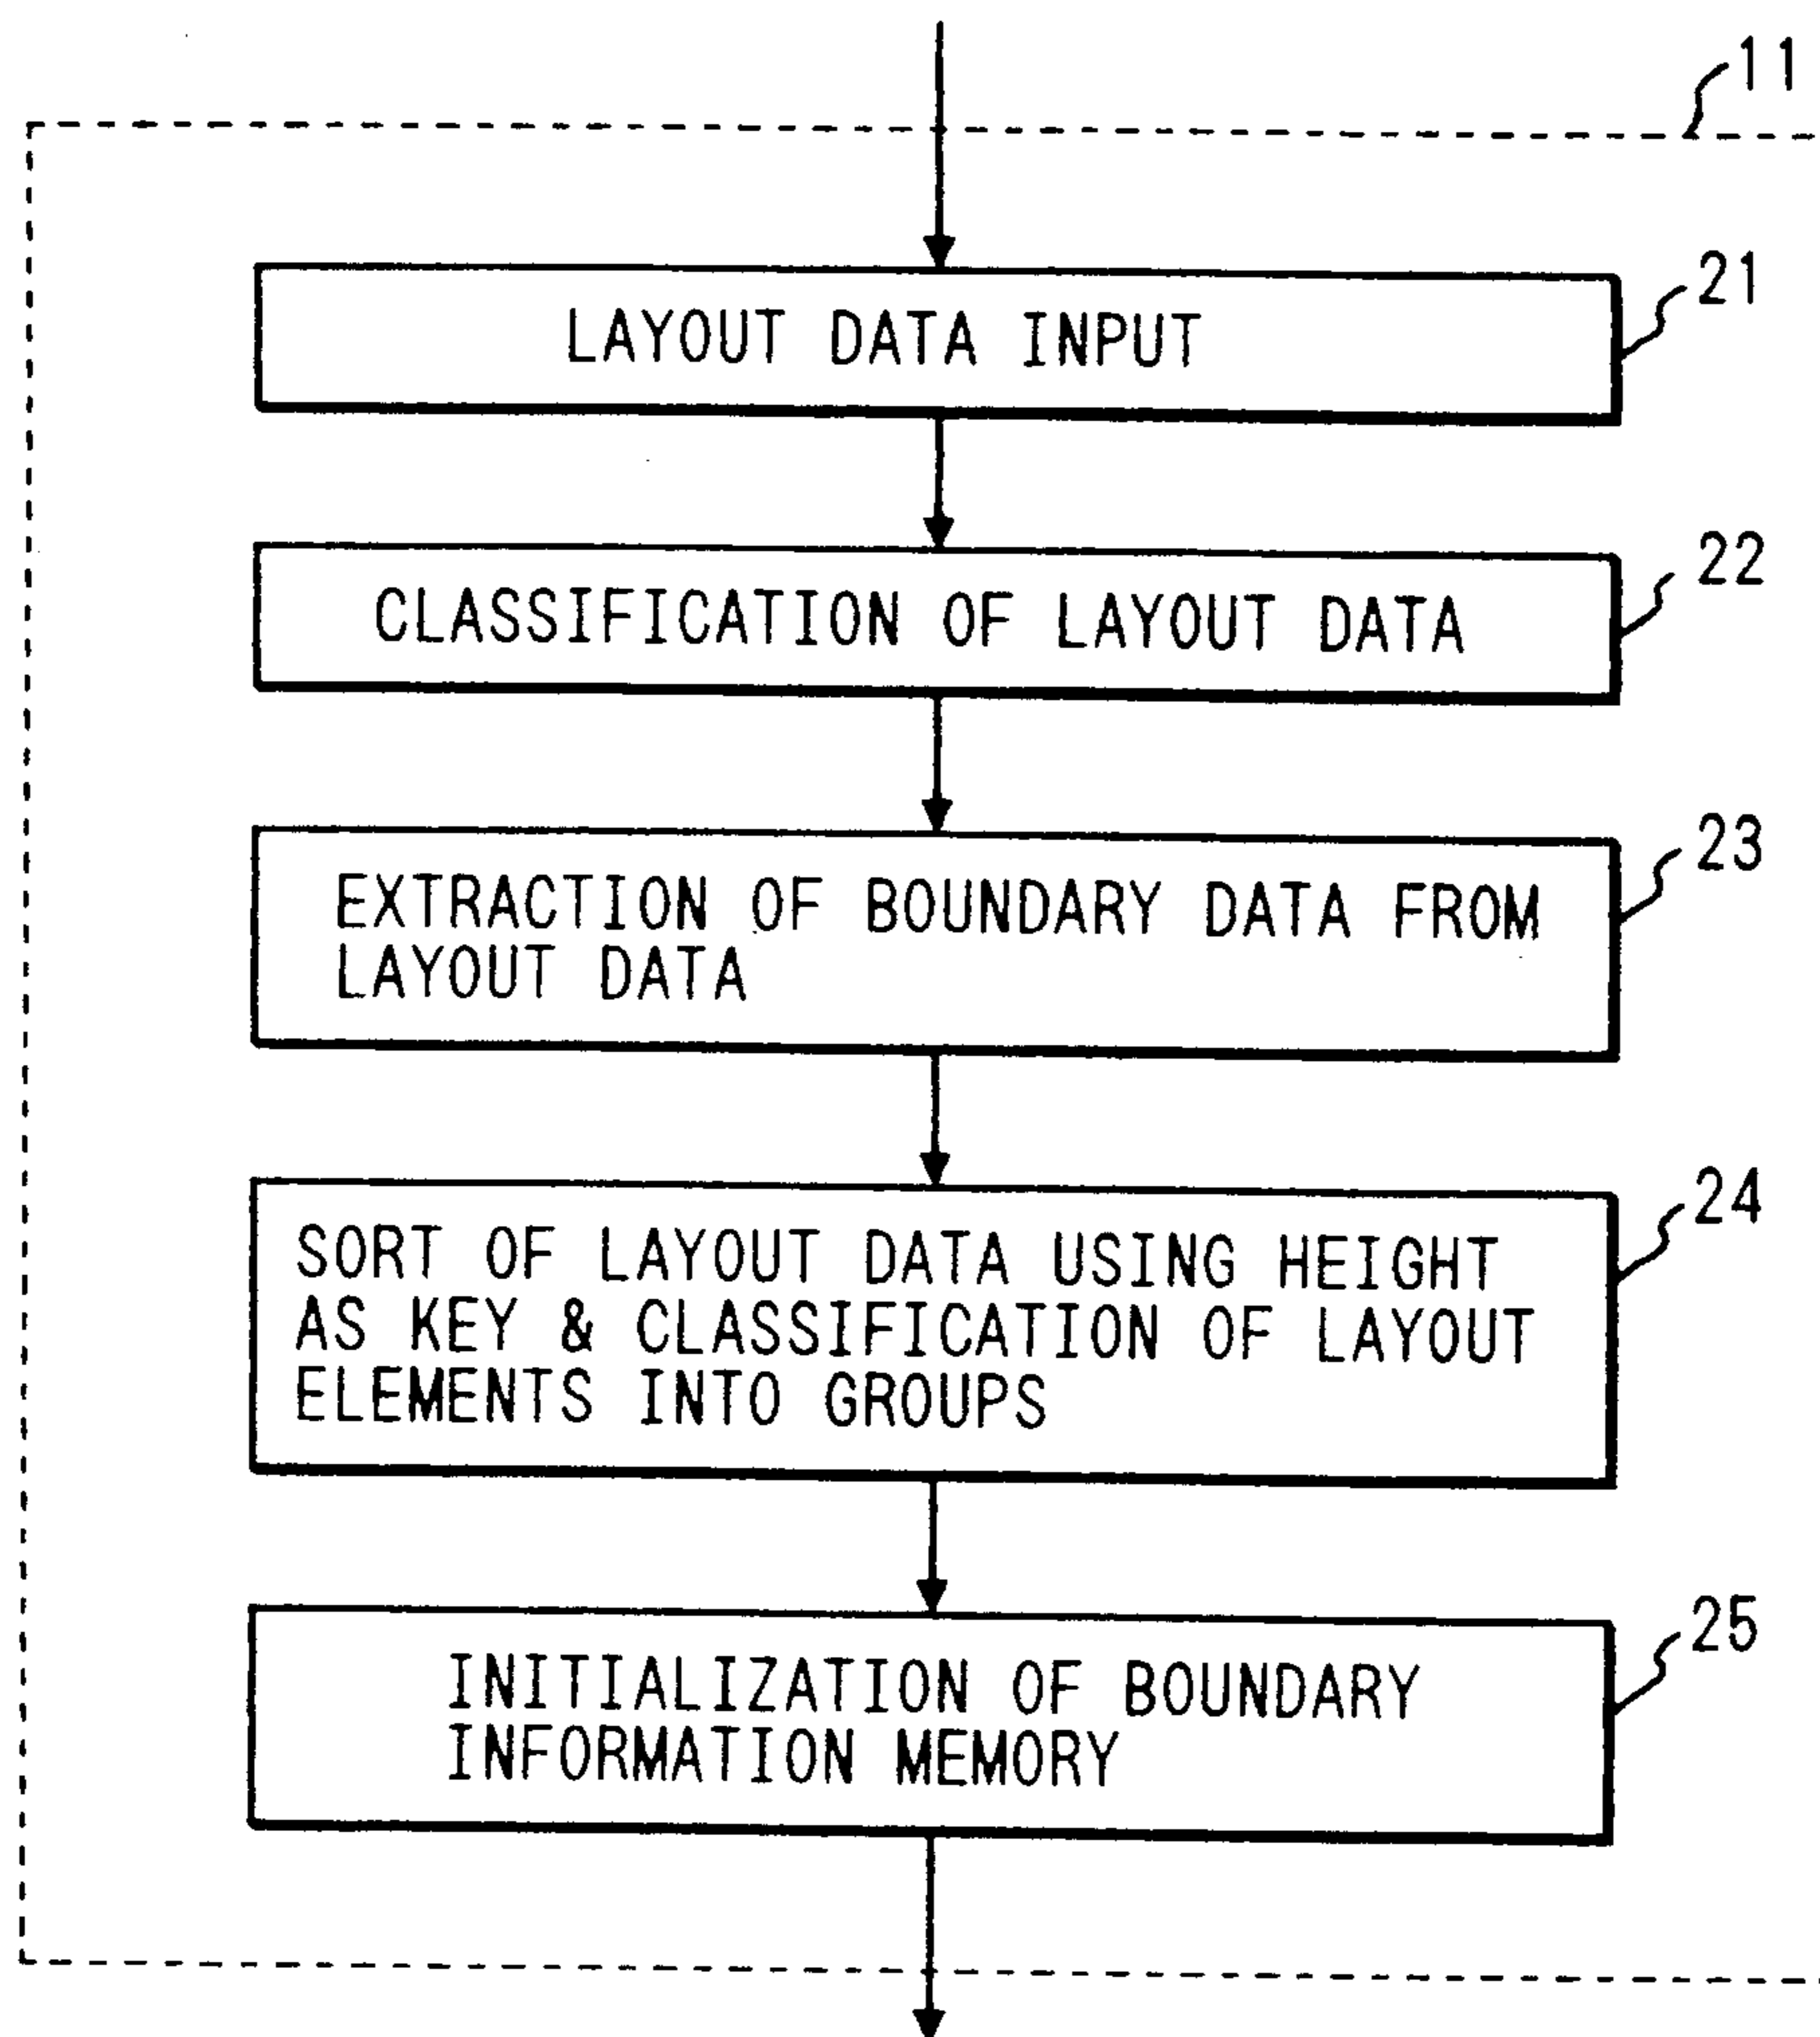 11
21
LAYOUT DATA INPUT
22
CLASSIFICATION OF LAYOUT DATA
23
EXTRACTION OF BOUNDARY DATA FROM
LAYOUT DATA
24
SORT OF LAYOUT DATA USING HEIGHT
AS KEY & CLASSIFICATION OF LAYOUT
ELEMENTS INTO GROUPS
25
INITIALIZATION OF BOUNDARY
INFORMATION MEMORY